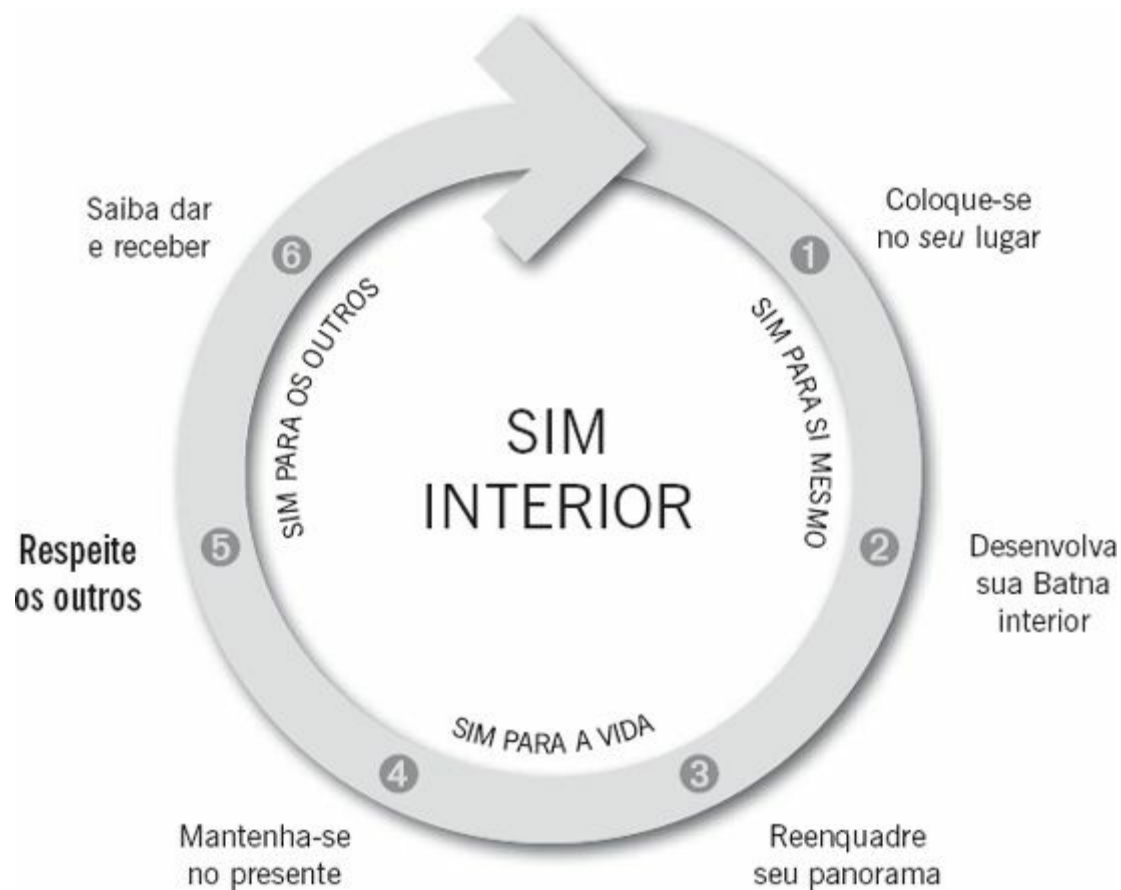 Coloque-se
no seu lugar
1
SIM PARA SI MESMO
2
Desenvolva
sua Batna
interior
3
Reenquadre
seu panorama
SIM PARA A VIDA
4
Mantenha-se
no presente
5
Respeite
os outros
SIM PARA OS OUTROS
6
Saiba dar
e receber
SIM
INTERIOR